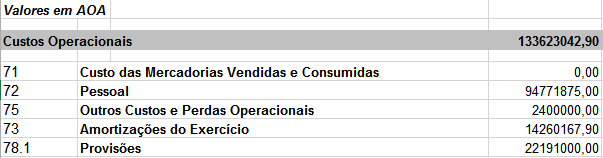 Valores em AOA
Custos Operacionais 133623042,90
71 Custo das Mercadorias Vendidas e Consumidas 0,00
72 Pessoal 94771875,00
75 Outros Custos e Perdas Operacionais 2400000,00
73 Amortizações do Exercício 14260167,90
78.1 Provisões 22191000,00